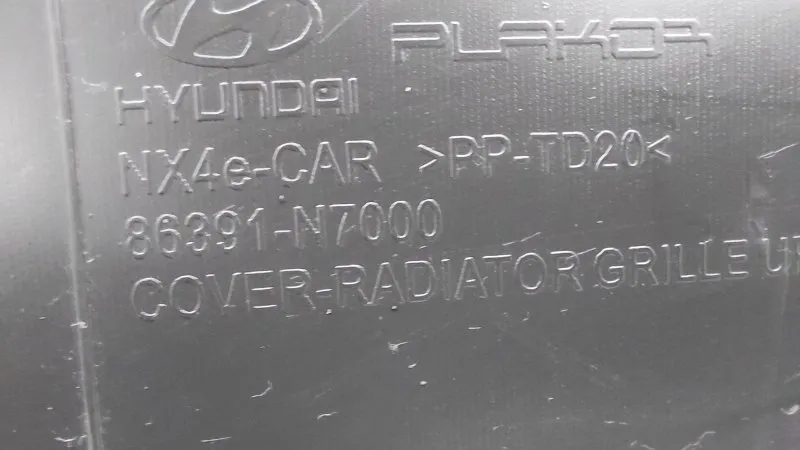 PLAKOR
HYUNDAI
NX4e-CAR >PP-TD20<
86391-N7000
COVER-RADIATOR GRILLE